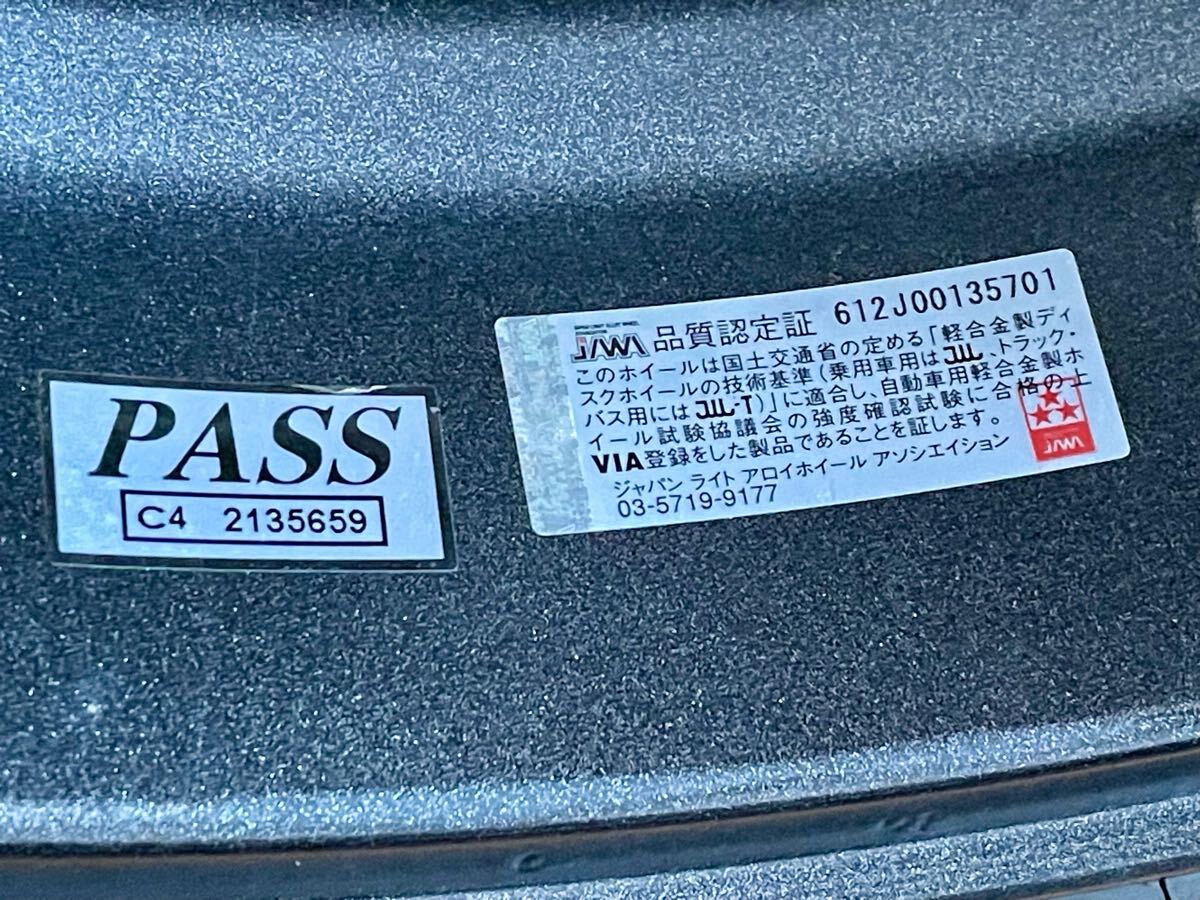 PASS
C4 2135659
JAWA 品質認定証 612J00135701
このホイールは国土交通省の定める「軽合金製ディ
スクホイールの技術基準(乗用車用はJWL、トラック・
バス用にはJWL-T)」に適合し、自動車用軽合金製ホ
イール試験協議会の強度確認試験に合格の上
VIA登録をした製品であることを証します。
ジャパン ライト アロイホイール アソシエイション
03-5719-9177
JAWA